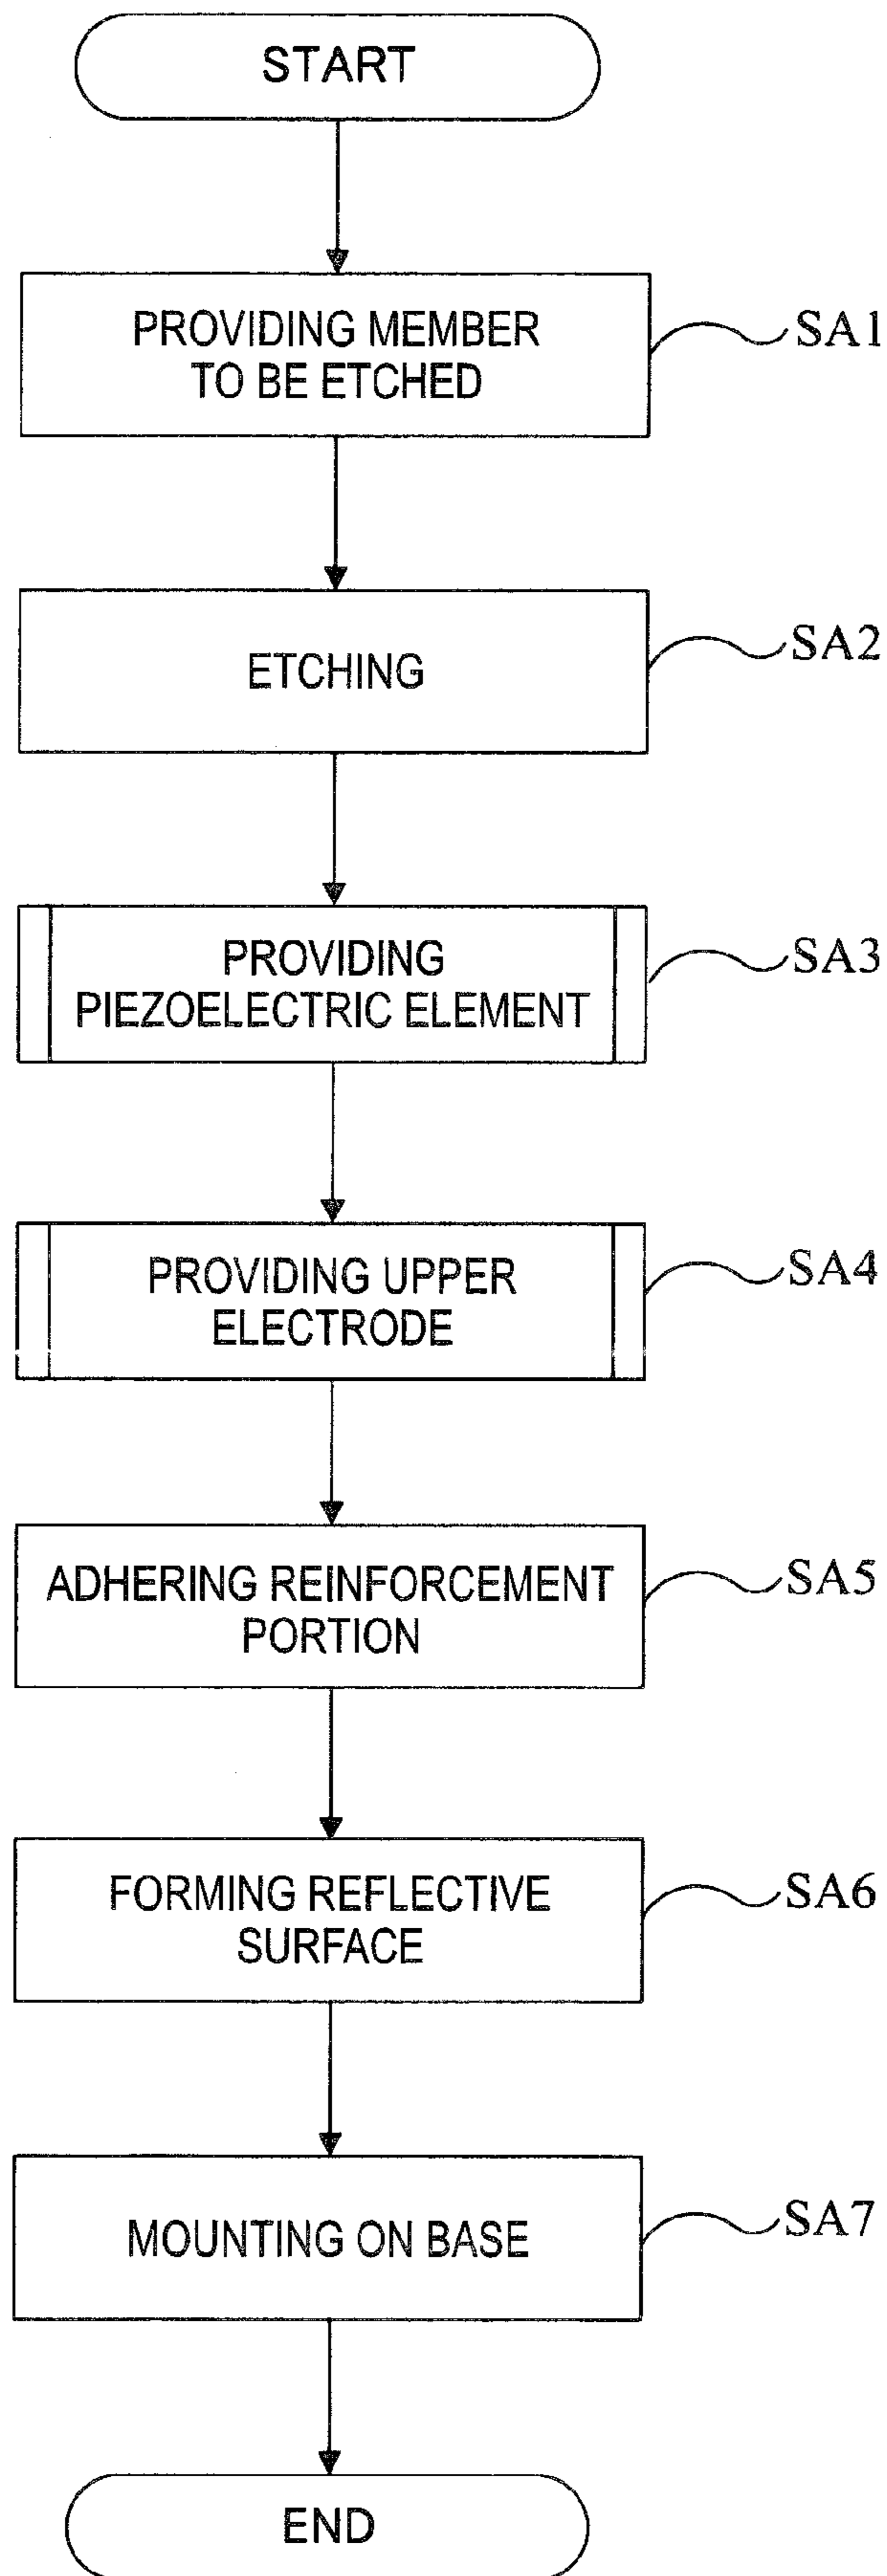 START
PROVIDING MEMBER
TO BE ETCHED
SA1
ETCHING
SA2
PROVIDING
PIEZOELECTRIC ELEMENT
SA3
PROVIDING UPPER
ELECTRODE
SA4
ADHERING REINFORCEMENT
PORTION
SA5
FORMING REFLECTIVE
SURFACE
SA6
MOUNTING ON BASE
SA7
END